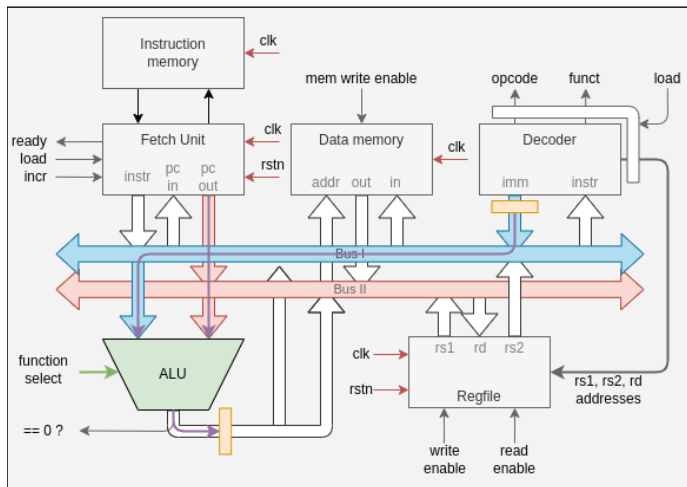 Instruction
memory
clk
mem write enable
opcode
funct
load
ready
load
incr
Fetch Unit
instr
pc
in
pc
out
clk
rstn
Data memory
addr
out
in
clk
Decoder
imm
instr
Bus I
Bus II
function
select
ALU
== 0 ?
clk
rstn
rs1
rd
rs2
Regfile
write
enable
read
enable
rs1, rs2, rd
addresses